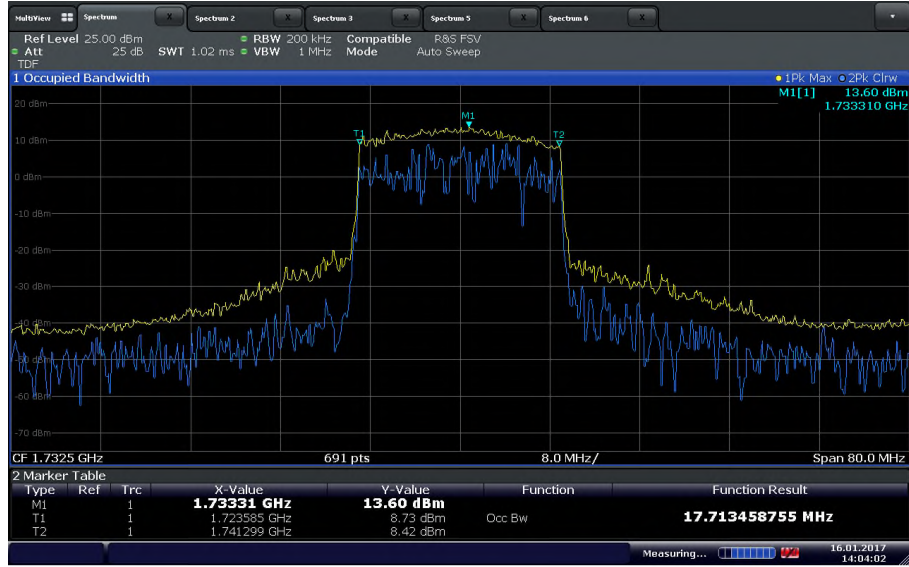 MultiView Spectrum X Spectrum 2 X Spectrum 3 X Spectrum 5 X Spectrum 6 X
Ref Level 25.00 dBm RBW 200 kHz Compatible R&S FSV
Att 25 dB SWT 1.02 ms VBW 1 MHz Mode Auto Sweep
TDF
1 Occupied Bandwidth 1Pk Max 2Pk Clrw
M1[1] 13.60 dBm
1.733310 GHz
20 dBm
M1
T1 T2
10 dBm
0 dBm
-10 dBm
-20 dBm
-30 dBm
-40 dBm
-50 dBm
-60 dBm
-70 dBm
CF 1.7325 GHz 691 pts 8.0 MHz/ Span 80.0 MHz
2 Marker Table
Type Ref Trc X-Value Y-Value Function Function Result
M1 1 1.73331 GHz 13.60 dBm
T1 1 1.723585 GHz 8.73 dBm Occ Bw 17.713458755 MHz
T2 1 1.741299 GHz 8.42 dBm
Measuring... 16.01.2017
14:04:02